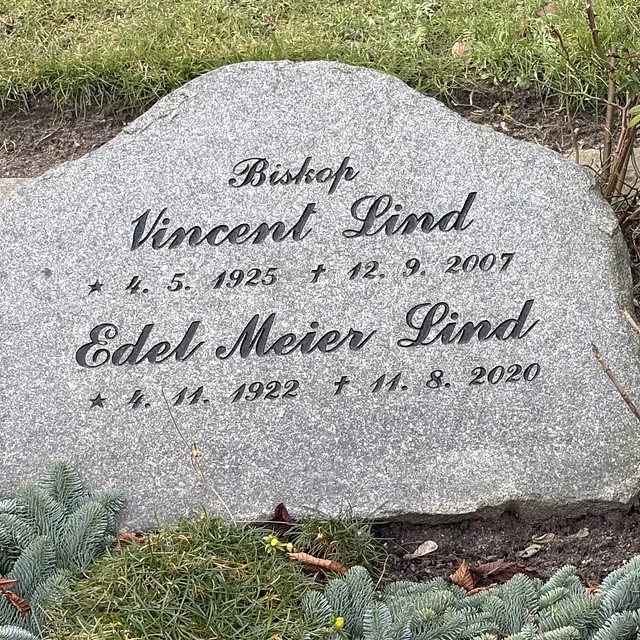 Biskop
Vincent Lind
★ 4. 5. 1925 † 12. 9. 2007
Edel Meier Lind
★ 4. 11. 1922 † 11. 8. 2020